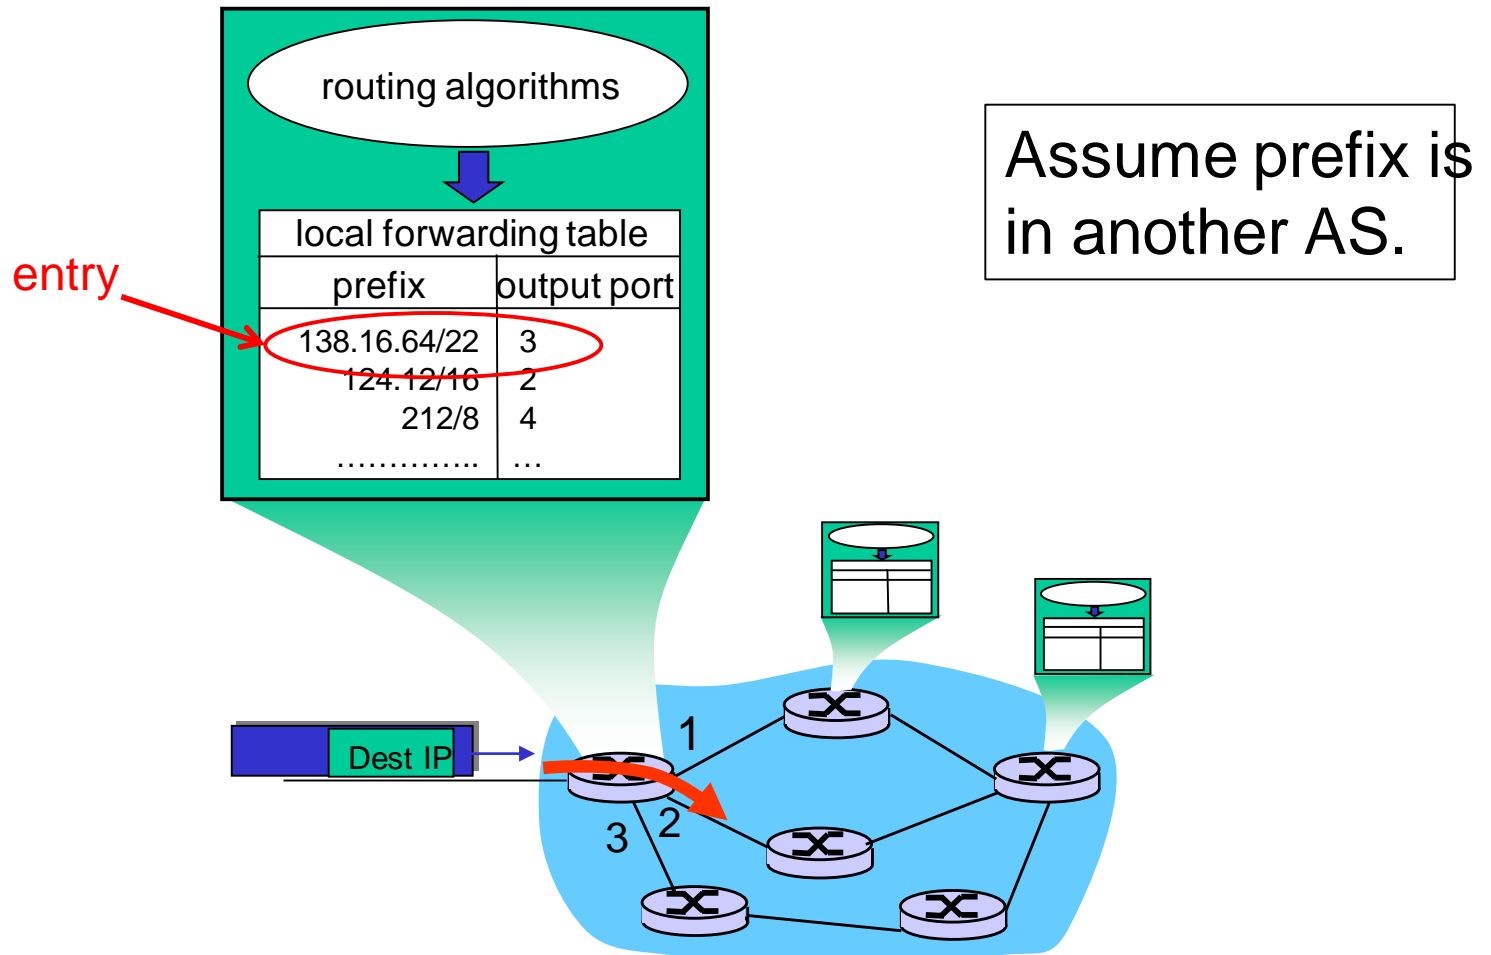 routing algorithms
Assume prefix is
in another AS.
local forwarding table
entry
prefix output port
138.16.64/22 3
124.12/16 2
212/8 4
………….. …
1
Dest IP
2
3